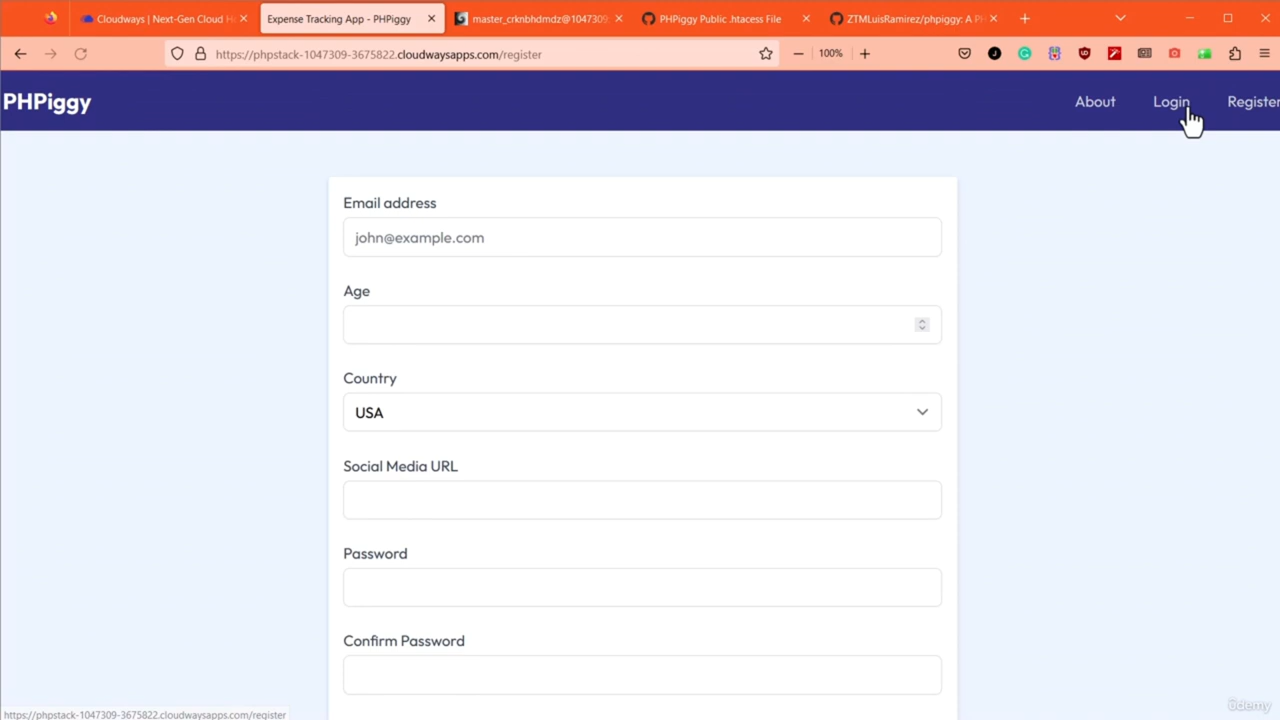 Cloudways | Next-Gen Cloud H
Expense Tracking App - PHPiggy
master_crknbhdmdz@1047309
PHPiggy Public .htacess File
ZTMLuisRamirez/phpiggy: A PH
https://phpstack-1047309-3675822.cloudwaysapps.com/register
100%
PHPiggy
About
Login
Register
Email address
john@example.com
Age
Country
USA
Social Media URL
Password
Confirm Password
https://phpstack-1047309-3675822.cloudwaysapps.com/register
ûdemy